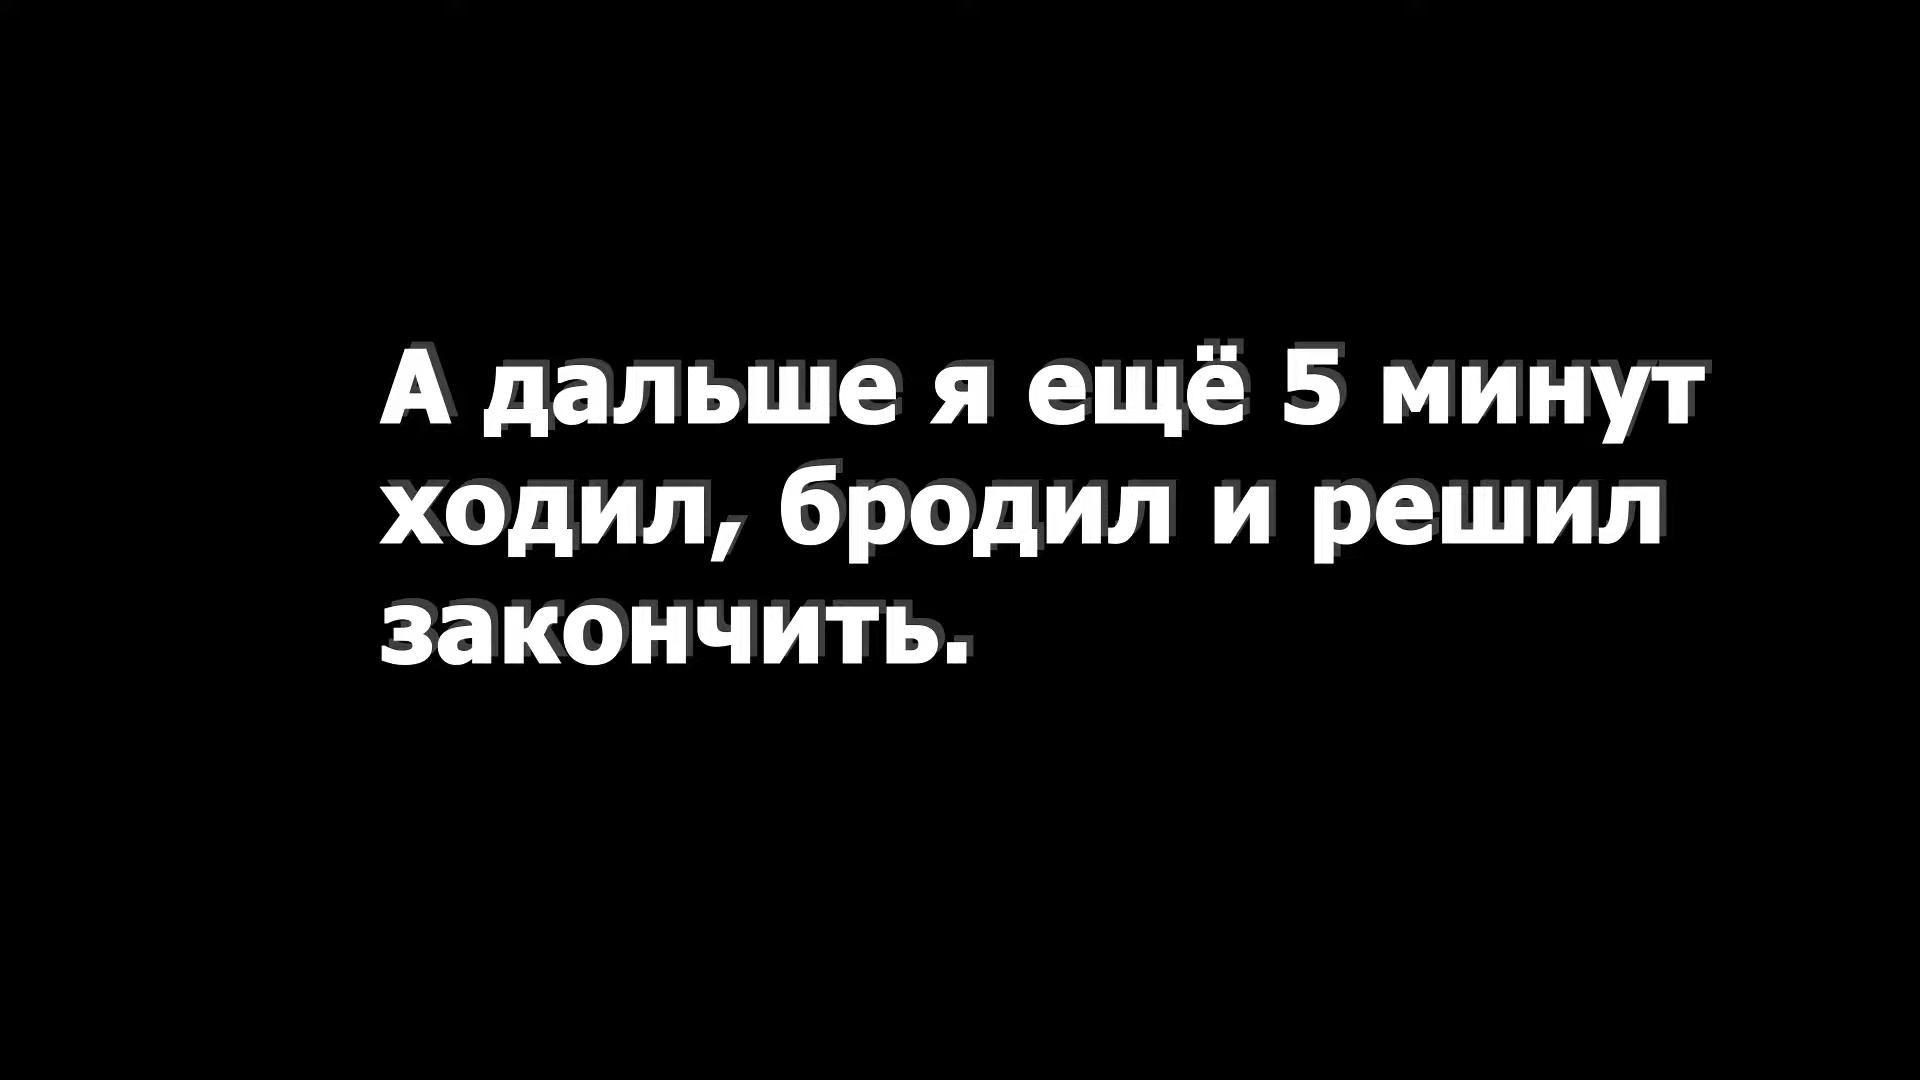 А дальше я ещё 5 минут
ходил, бродил и решил
закончить.